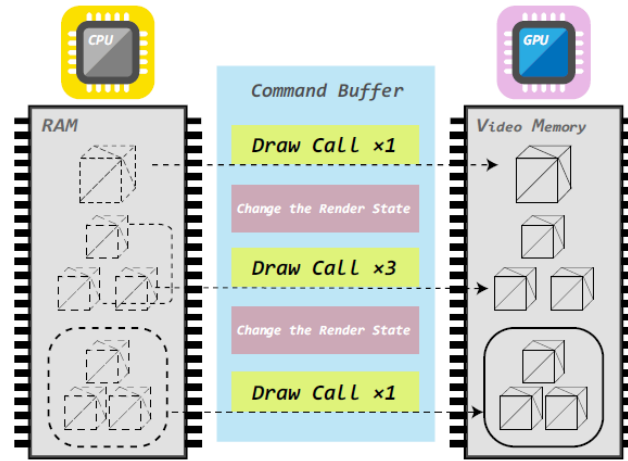 CPU
GPU
Command Buffer
RAM
Video Memory
Draw Call ×1
Change the Render State
Draw Call ×3
Change the Render State
Draw Call ×1